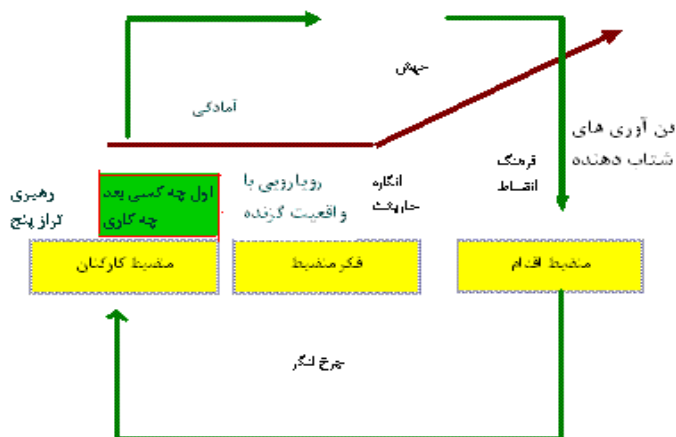 جهش
آمادگی
فن آوری های
شتاب دهنده
فرهنگ
انضباط
انگاره
خارپشت
رویارویی با
واقعیت گزنده
اول چه کسی بعد
چه کاری
رهبری
تراز پنج
منضبط کارکنان
فکر منضبط
منضبط اقدام
چرخ لنگر